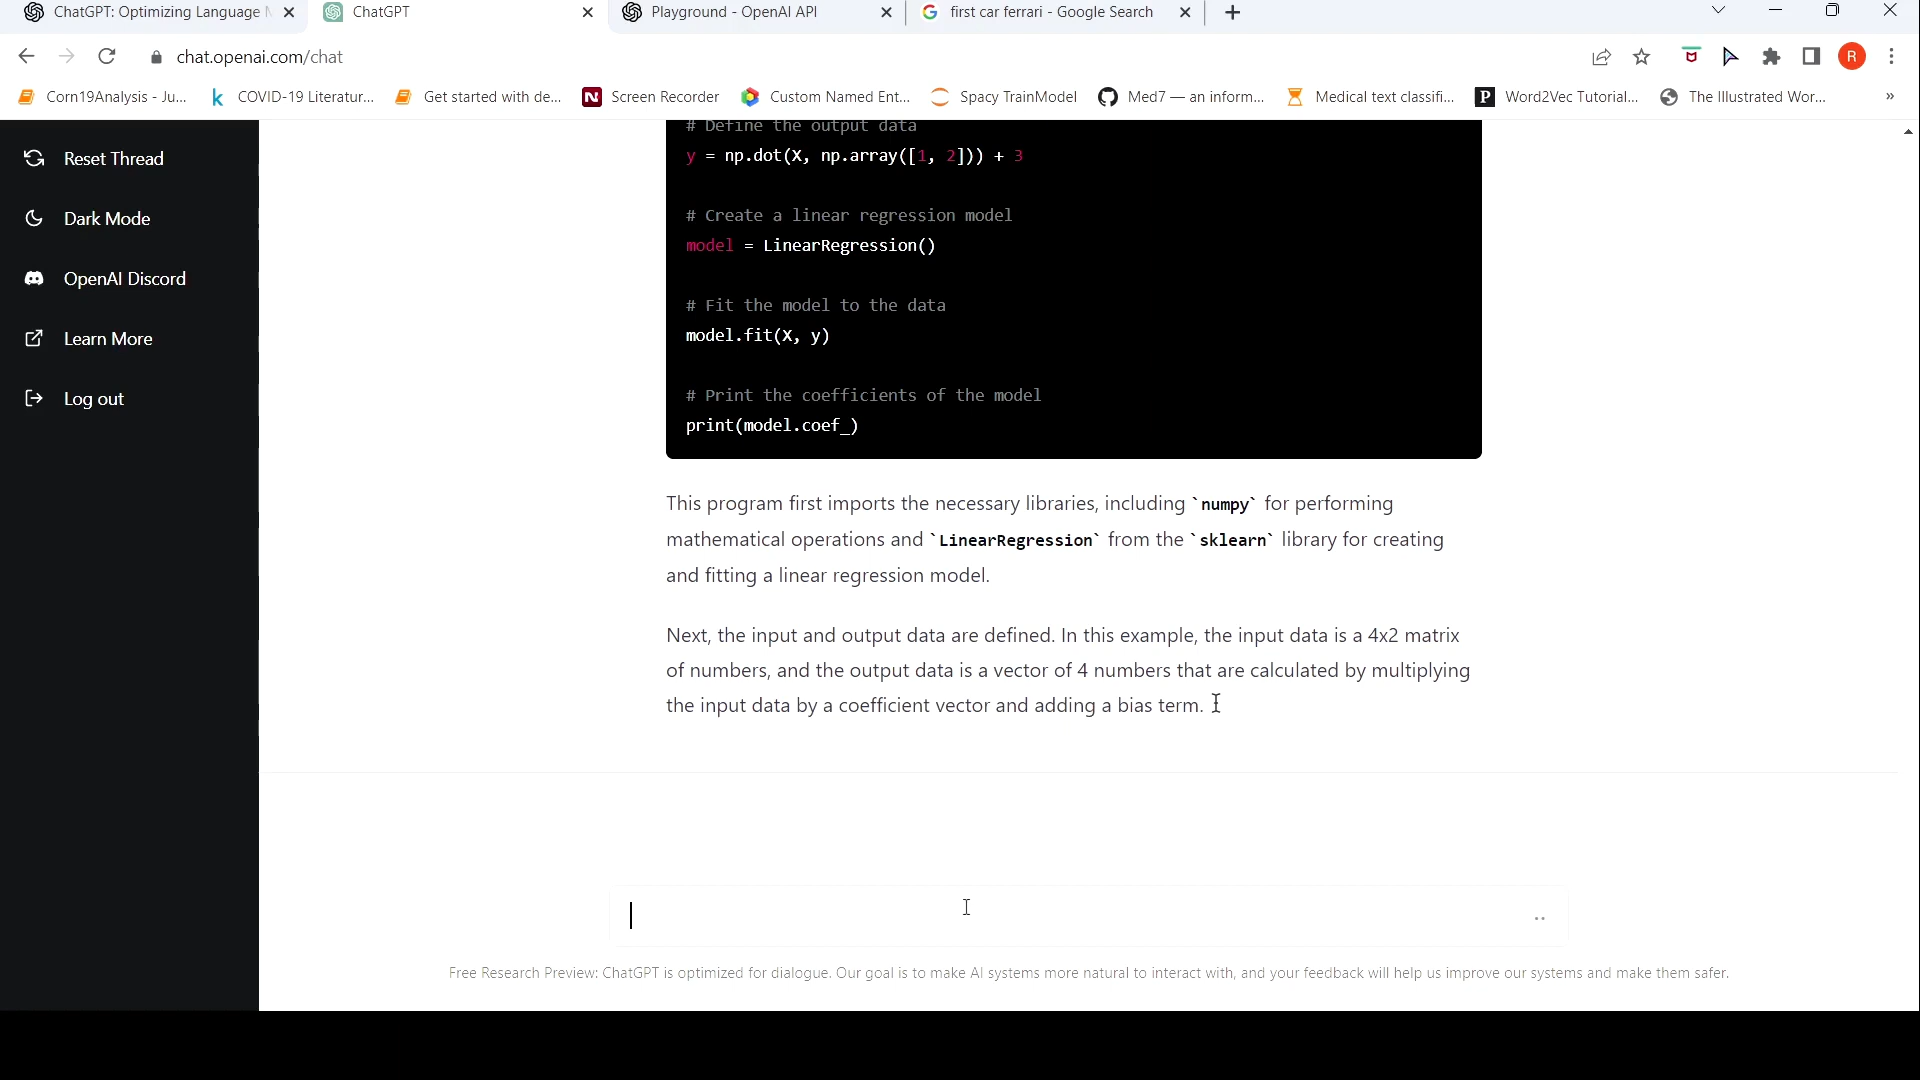 ChatGPT: Optimizing Language
ChatGPT
Playground - OpenAI API
first car ferrari - Google Search
chat.openai.com/chat
R
Corn19Analysis - Ju...
COVID-19 Literatur...
Get started with de...
Screen Recorder
Custom Named Ent...
Spacy TrainModel
Med7 — an inform...
Medical text classifi...
Word2Vec Tutorial...
The Illustrated Wor...
»
Reset Thread
Dark Mode
OpenAI Discord
Learn More
Log out
# Define the output data
y = np.dot(X, np.array([1, 2])) + 3
# Create a linear regression model
model = LinearRegression()
# Fit the model to the data
model.fit(X, y)
# Print the coefficients of the model
print(model.coef_)
This program first imports the necessary libraries, including `numpy` for performing
mathematical operations and `LinearRegression` from the `sklearn` library for creating
and fitting a linear regression model.
Next, the input and output data are defined. In this example, the input data is a 4x2 matrix
of numbers, and the output data is a vector of 4 numbers that are calculated by multiplying
the input data by a coefficient vector and adding a bias term.
Free Research Preview: ChatGPT is optimized for dialogue. Our goal is to make AI systems more natural to interact with, and your feedback will help us improve our systems and make them safer.